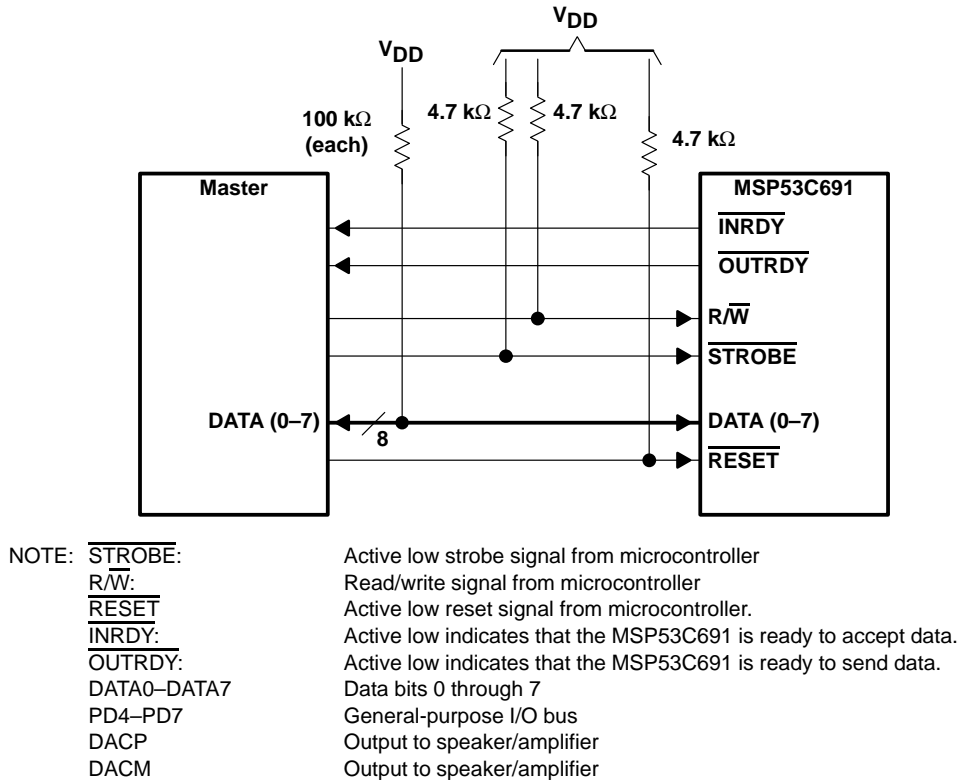 VDD
VDD
100 kΩ
(each)
4.7 kΩ
4.7 kΩ
4.7 kΩ
Master
MSP53C691
INRDY
OUTRDY
R/W
STROBE
DATA (0–7)
8
DATA (0–7)
RESET
NOTE: STROBE: Active low strobe signal from microcontroller
R/W: Read/write signal from microcontroller
RESET Active low reset signal from microcontroller.
INRDY: Active low indicates that the MSP53C691 is ready to accept data.
OUTRDY: Active low indicates that the MSP53C691 is ready to send data.
DATA0–DATA7 Data bits 0 through 7
PD4–PD7 General-purpose I/O bus
DACP Output to speaker/amplifier
DACM Output to speaker/amplifier